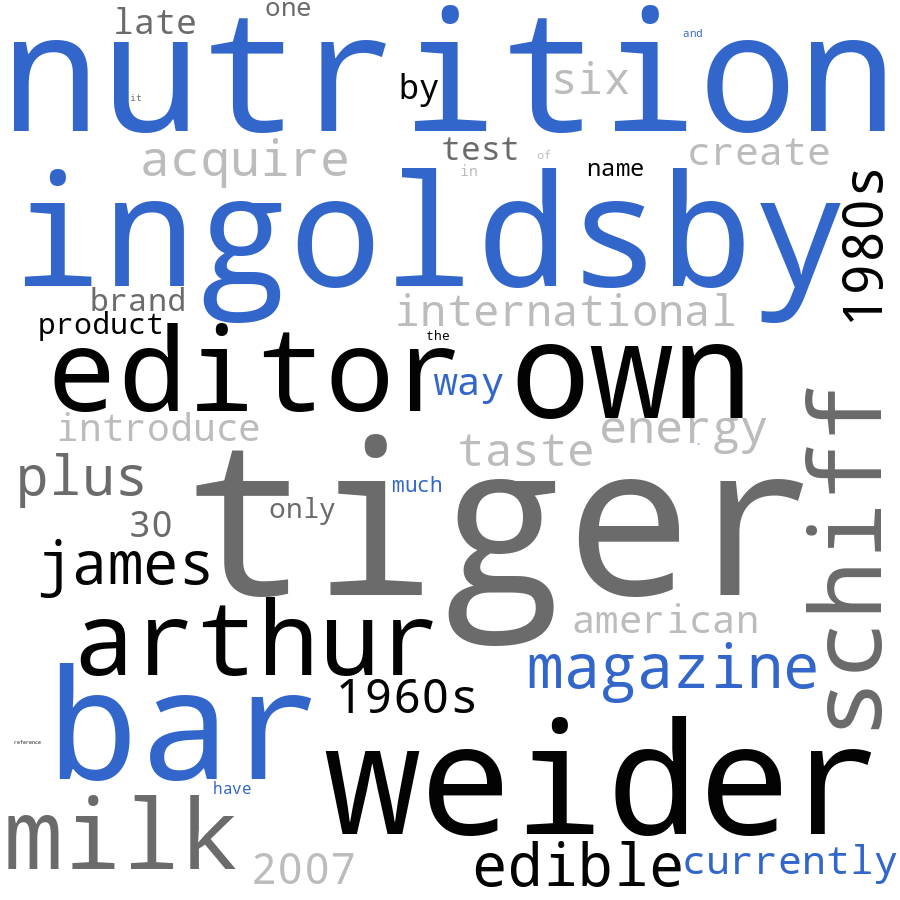 one
late
nutrition
and
it
by
six
acquire
test
of
in
name
create
ingoldsby
1980s
brand
product
international
the
editor
own
way
introduce
energy
taste
schiff
plus
tiger
much
only
30
james
arthur
american
magazine
bar
1960s
reference
weider
have
milk
2007
edible
currently